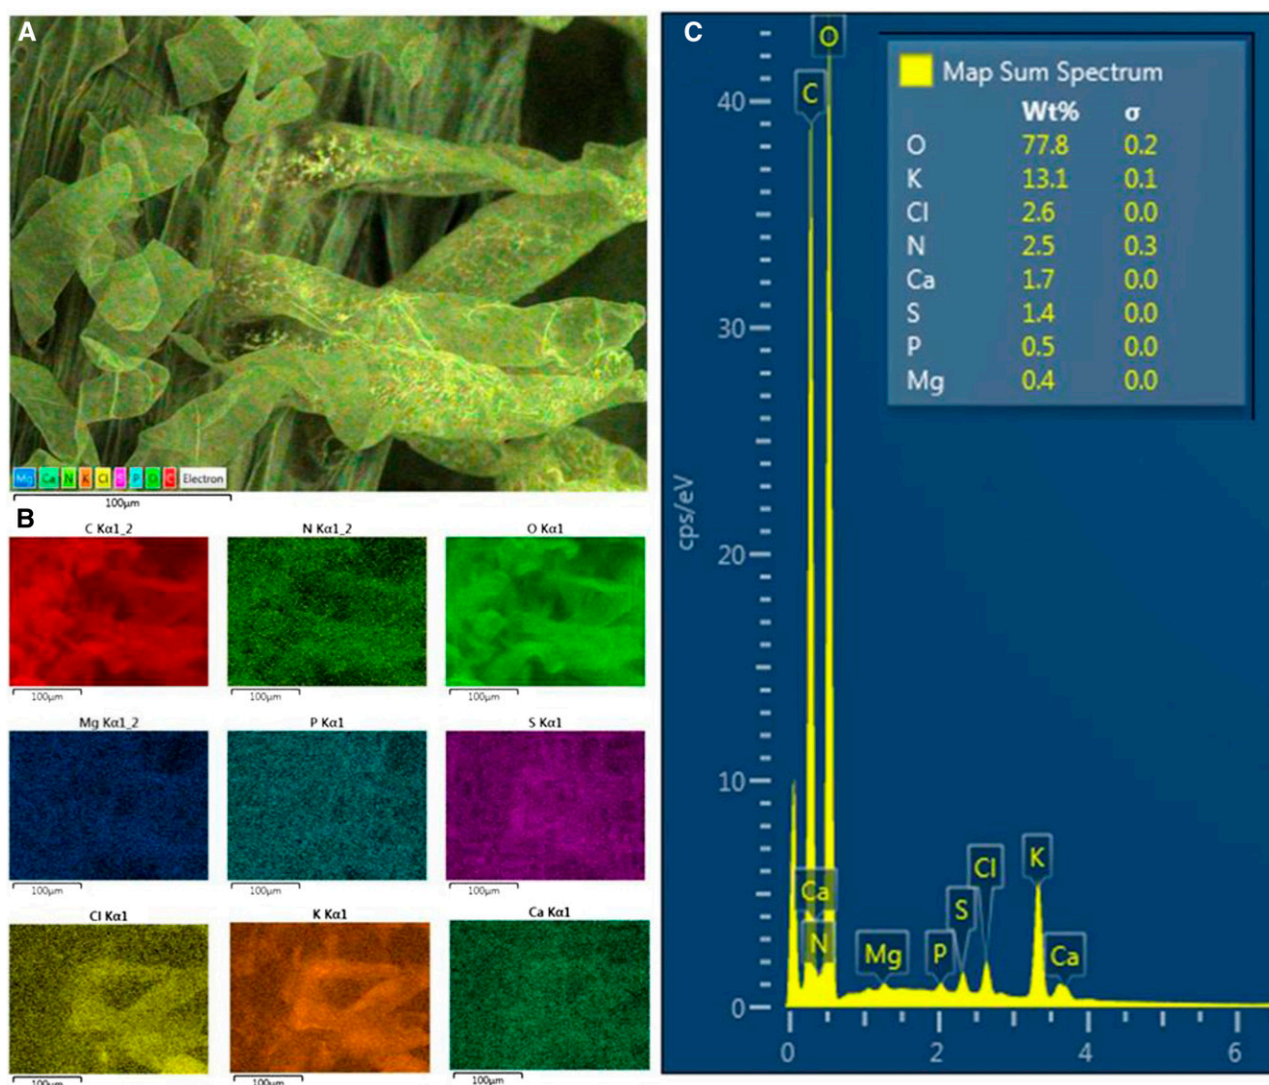 A
Mg Ca N K Cl S P O C Electron
100μm
B
C Kα1_2 N Kα1_2 O Kα1
100μm 100μm 100μm
Mg Kα1_2 P Kα1 S Kα1
100μm 100μm 100μm
Cl Kα1 K Kα1 Ca Kα1
100μm 100μm 100μm
C
O
C
Map Sum Spectrum
Wt% σ
O 77.8 0.2
K 13.1 0.1
Cl 2.6 0.0
N 2.5 0.3
Ca 1.7 0.0
S 1.4 0.0
P 0.5 0.0
Mg 0.4 0.0
40
30
20
10
0
cps/eV
Ca
N
Mg
P
S
Cl
K
Ca
0 2 4 6